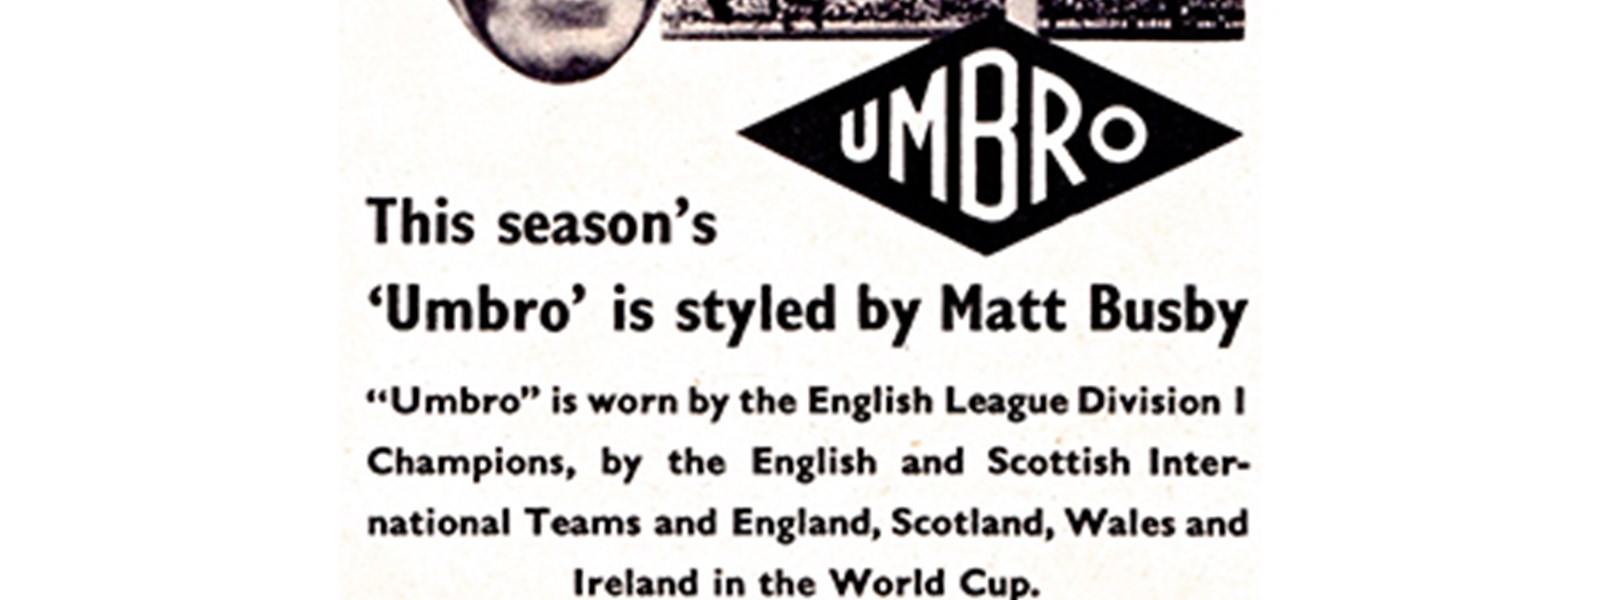 UMBRO
This season's
‘Umbro’ is styled by Matt Busby
“Umbro” is worn by the English League Division I
Champions, by the English and Scottish Inter-
national Teams and England, Scotland, Wales and
Ireland in the World Cup.